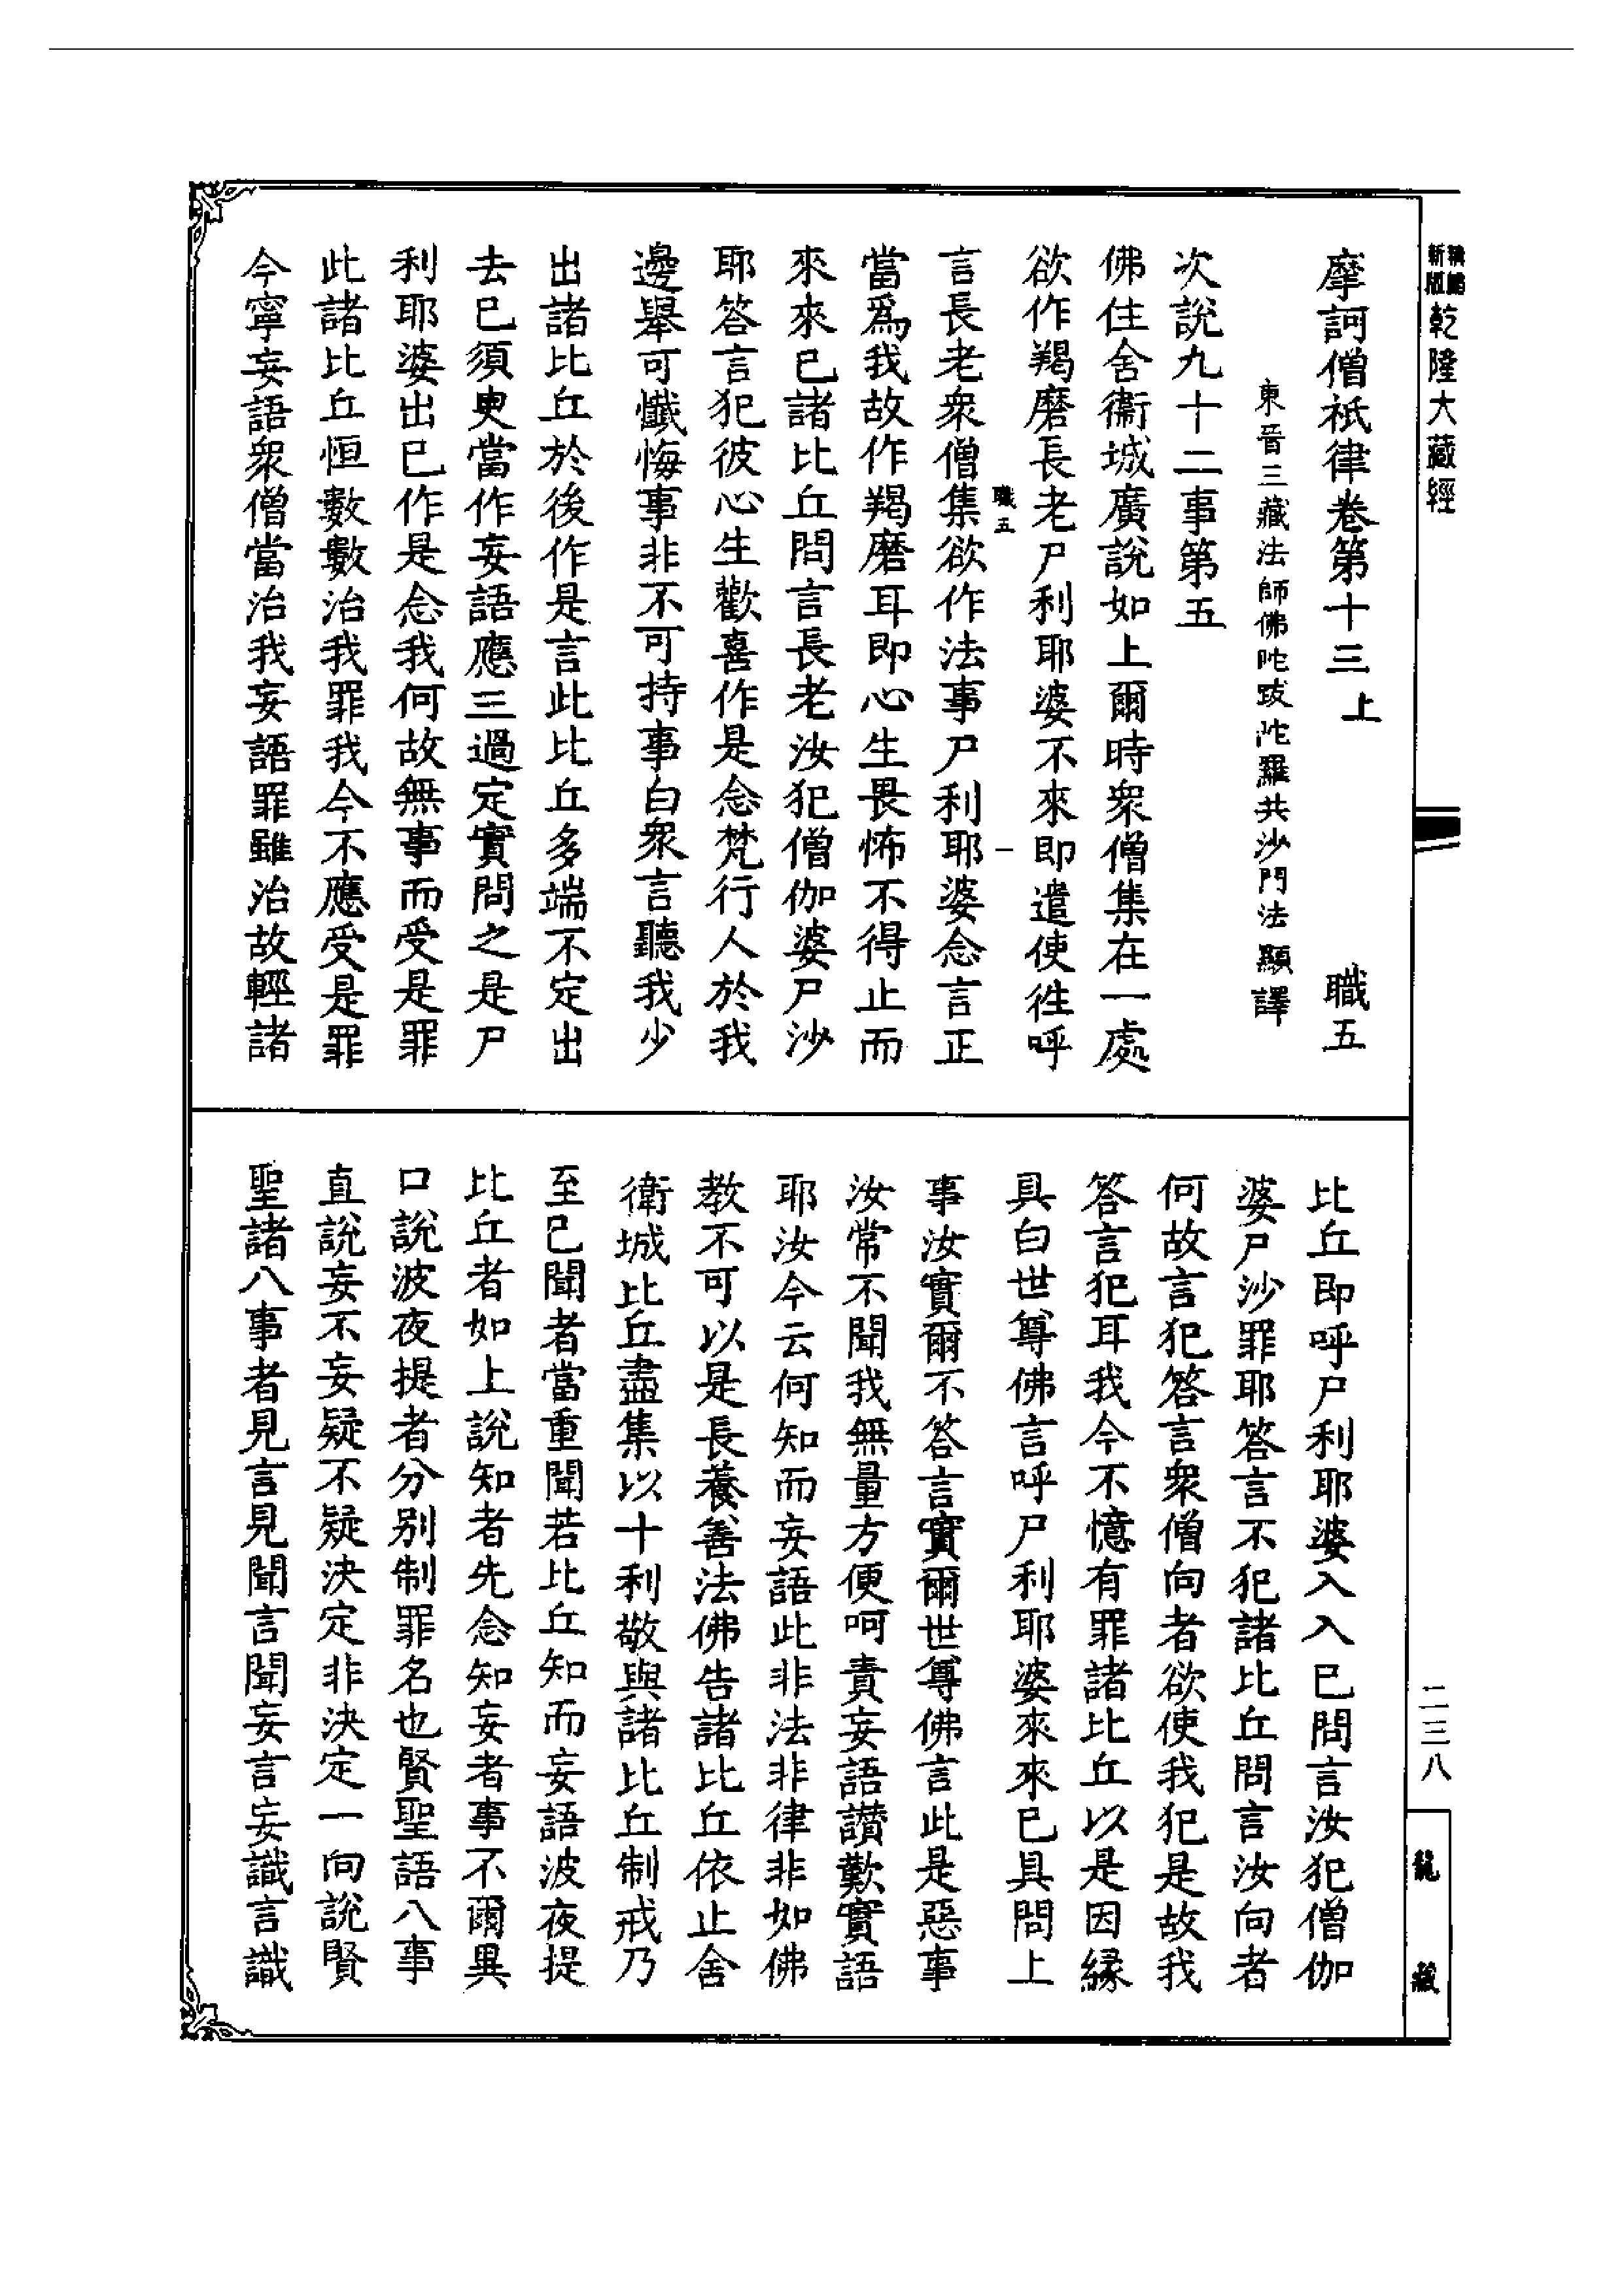 新版
精縮
乾隆大藏經
摩訶僧祇律卷第十三上 職五
東晉三藏法師佛陀跋陀羅共沙門法顯譯
次說九十二事第五
佛住舍衞城廣說如上爾時衆僧集在一處
欲作羯磨長老尸利耶婆不來即遣使徃呼
職五 一
言長老衆僧集欲作法事尸利耶婆念言正
當爲我故作羯磨耳即心生畏怖不得止而
來來已諸比丘問言長老汝犯僧伽婆尸沙
耶答言犯彼心生歡喜作是念梵行人於我
邊舉可懺悔事非不可持事白衆言聽我少
出諸比丘於後作是言此比丘多端不定出
去已須臾當作妄語應三過定實問之是尸
利耶婆出已作是念我何故無事而受是罪
此諸比丘恒數數治我罪我今不應受是罪
今寧妄語衆僧當治我妄語罪雖治故輕諸
比丘即呼尸利耶婆入入已問言汝犯僧伽
婆尸沙罪耶答言不犯諸比丘問言汝向者
何故言犯答言衆僧向者欲使我犯是故我
答言犯耳我今不憶有罪諸比丘以是因緣
具白世尊佛言呼尸利耶婆來來已具問上
事汝實爾不答言實爾世尊佛言此是惡事
汝常不聞我無量方便呵責妄語讚歎實語
耶汝今云何知而妄語此非法非律非如佛
教不可以是長養善法佛告諸比丘依止舍
衛城比丘盡集以十利敬與諸比丘制戒乃
至已聞者當重聞若比丘知而妄語波夜提
比丘者如上說知者先念知妄者事不爾異
口說波夜提者分別制罪名也賢聖語八事
直說妄不妄疑不疑決定非決定一向說賢
聖諸八事者見言見聞言聞妄言妄識言識
二三八
龍藏